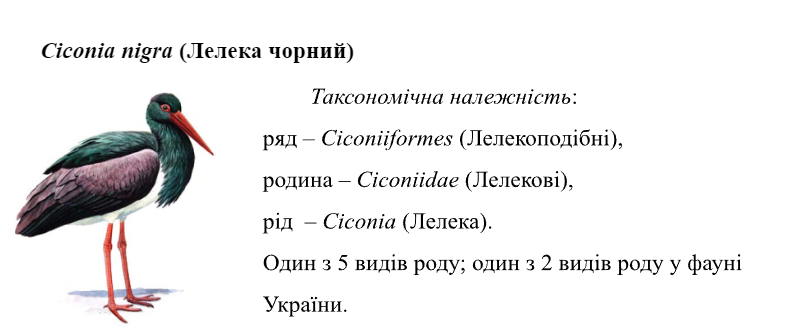 Ciconia nigra (Лелека чорний)
Таксономічна належність:
ряд – Ciconiiformes (Лелекоподібні),
родина – Ciconiidae (Лелекові),
рід – Ciconia (Лелека).
Один з 5 видів роду; один з 2 видів роду у фауні
України.